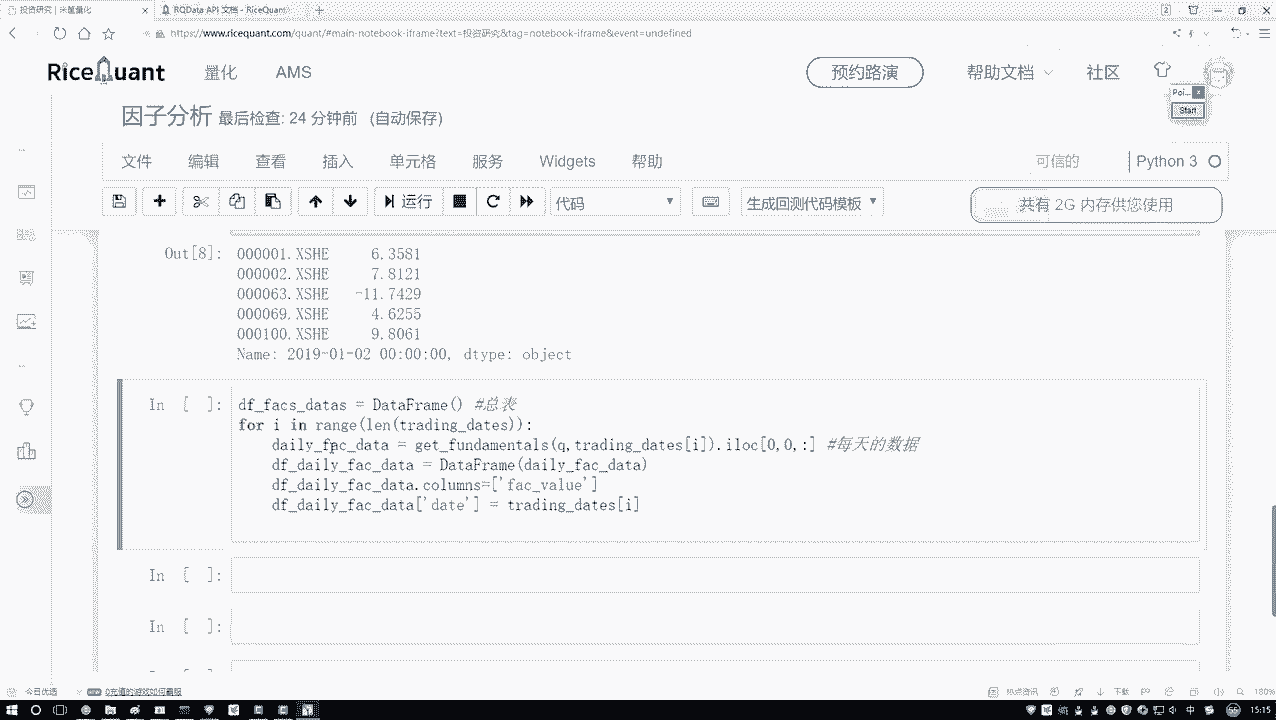 投资研究 | 米筐量化
RQData API 文档 - RiceQuant
https://www.ricequant.com/quant/#main-notebook-iframe?text=投资研究&tag=notebook-iframe&event=undefined
RiceQuant 量化 AMS 预约路演 帮助文档 社区
Poi...
Start
因子分析 最后检查: 24 分钟前 (自动保存)
文件 编辑 查看 插入 单元格 服务 Widgets 帮助 可信的 Python 3
运行 代码 生成回测代码模板 共有 2G 内存供您使用
Out[8]: 000001.XSHE 6.3581
000002.XSHE 7.8121
000063.XSHE -11.7429
000069.XSHE 4.6255
000100.XSHE 9.8061
Name: 2019-01-02 00:00:00, dtype: object
In [ ]: df_facs_datas = DataFrame() #总表
for i in range(len(trading_dates)):
daily_fac_data = get_fundamentals(q,trading_dates[i]).iloc[0,0,:] #每天的数据
df_daily_fac_data = DataFrame(daily_fac_data)
df_daily_fac_data.columns=['fac_value']
df_daily_fac_data['date'] = trading_dates[i]
In [ ]:
In [ ]:
今日优选
热点资讯 下载 180%
中 15:15